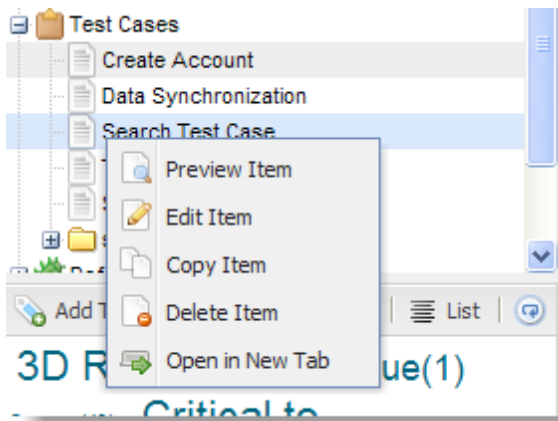 Test Cases
Create Account
Data Synchronization
Search Test Case
Preview Item
Edit Item
Copy Item
Add
List
Delete Item
Open in New Tab
3D
ue(1)
Critical to